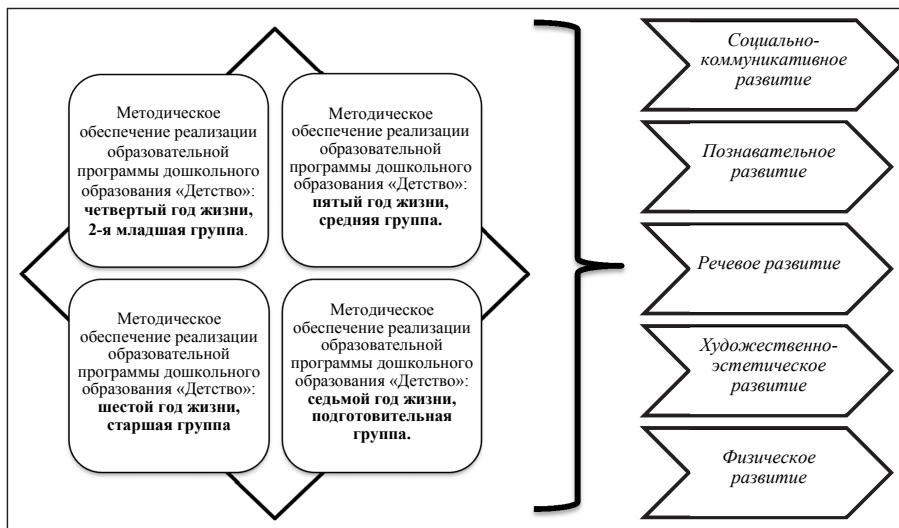 Методическое
обеспечение реализации
образовательной
программы дошкольного
образования «Детство»:
четвертый год жизни,
2-я младшая группа.
Методическое
обеспечение реализации
образовательной
программы дошкольного
образования «Детство»:
пятый год жизни,
средняя группа.
Методическое
обеспечение реализации
образовательной
программы дошкольного
образования «Детство»:
шестой год жизни,
старшая группа
Методическое
обеспечение реализации
образовательной
программы дошкольного
образования «Детство»:
седьмой год жизни,
подготовительная
группа.
Социально-
коммуникативное
развитие
Познавательное
развитие
Речевое развитие
Художественно-
эстетическое
развитие
Физическое
развитие